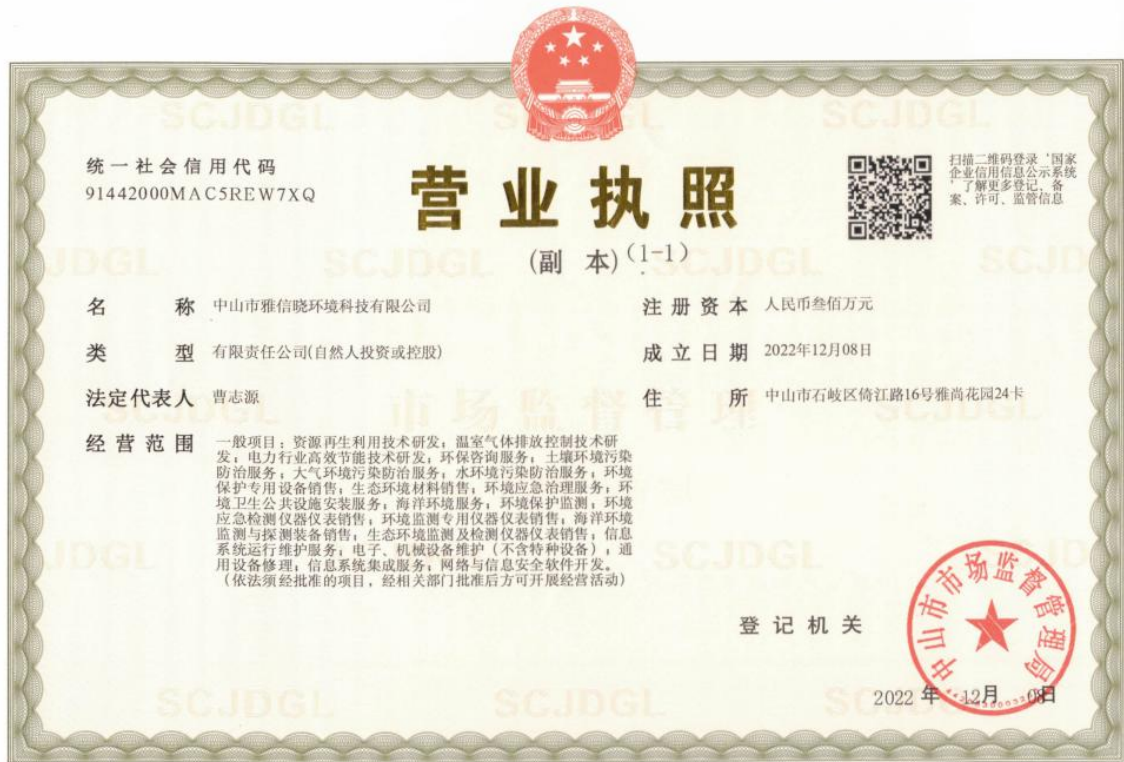 统一社会信用代码
91442000MAC5REW7XQ
营业执照
(副 本)(1-1)
扫描二维码登录‘国家
企业信用信息公示系统
’了解更多登记、备
案、许可、监管信息
名 称 中山市雅信晓环境科技有限公司
注册资本 人民币叁佰万元
类 型 有限责任公司(自然人投资或控股)
成立日期 2022年12月08日
法定代表人 曹志源
住 所 中山市石岐区倚江路16号雅尚花园24卡
经营范围 一般项目:资源再生利用技术研发;温室气体排放控制技术研
发;电力行业高效节能技术研发;环保咨询服务;土壤环境污染
防治服务;大气环境污染防治服务;水环境污染防治服务;环境
保护专用设备销售;生态环境材料销售;环境应急治理服务;环
境卫生公共设施安装服务;海洋环境服务;环境保护监测;环境
应急检测仪器仪表销售;环境监测专用仪器仪表销售;海洋环境
监测与探测装备销售;生态环境监测及检测仪器仪表销售;信息
系统运行维护服务;电子、机械设备维护(不含特种设备);通
用设备修理;信息系统集成服务;网络与信息安全软件开发。
(依法须经批准的项目,经相关部门批准后方可开展经营活动)
登记机关
中山市市场监督管理局
2022 年 12月 08日
SCJDGL
市场监督管理